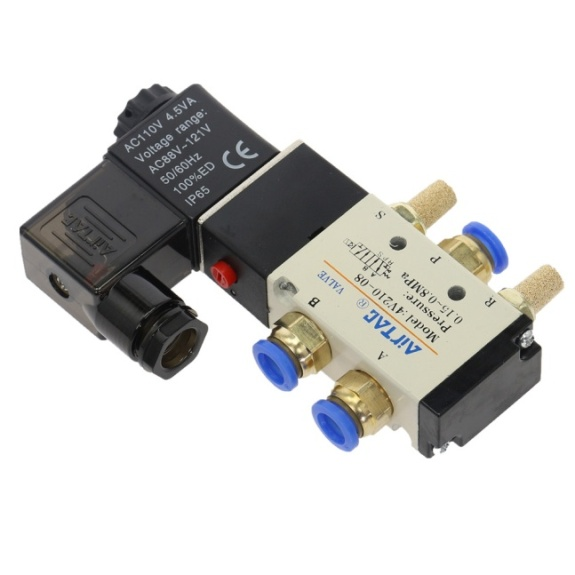 AC110V 4.5VA
Voltage range:
AC88V~121V
50/60Hz
100%ED
IP65
CE
AirTAC
AirTAC
VALVE
Model:4V210-08
Pressure:
0.15~0.8MPa
S
P
R
B
A